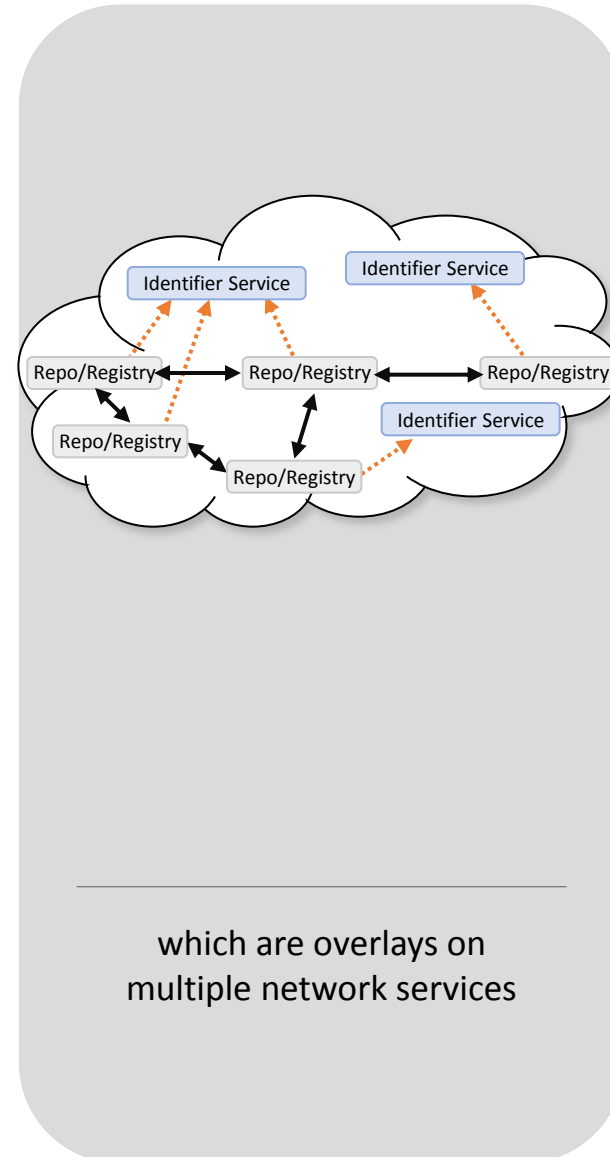 Identifier Service
Identifier Service
Repo/Registry
Repo/Registry
Repo/Registry
Identifier Service
Repo/Registry
Repo/Registry
which are overlays on
multiple network services